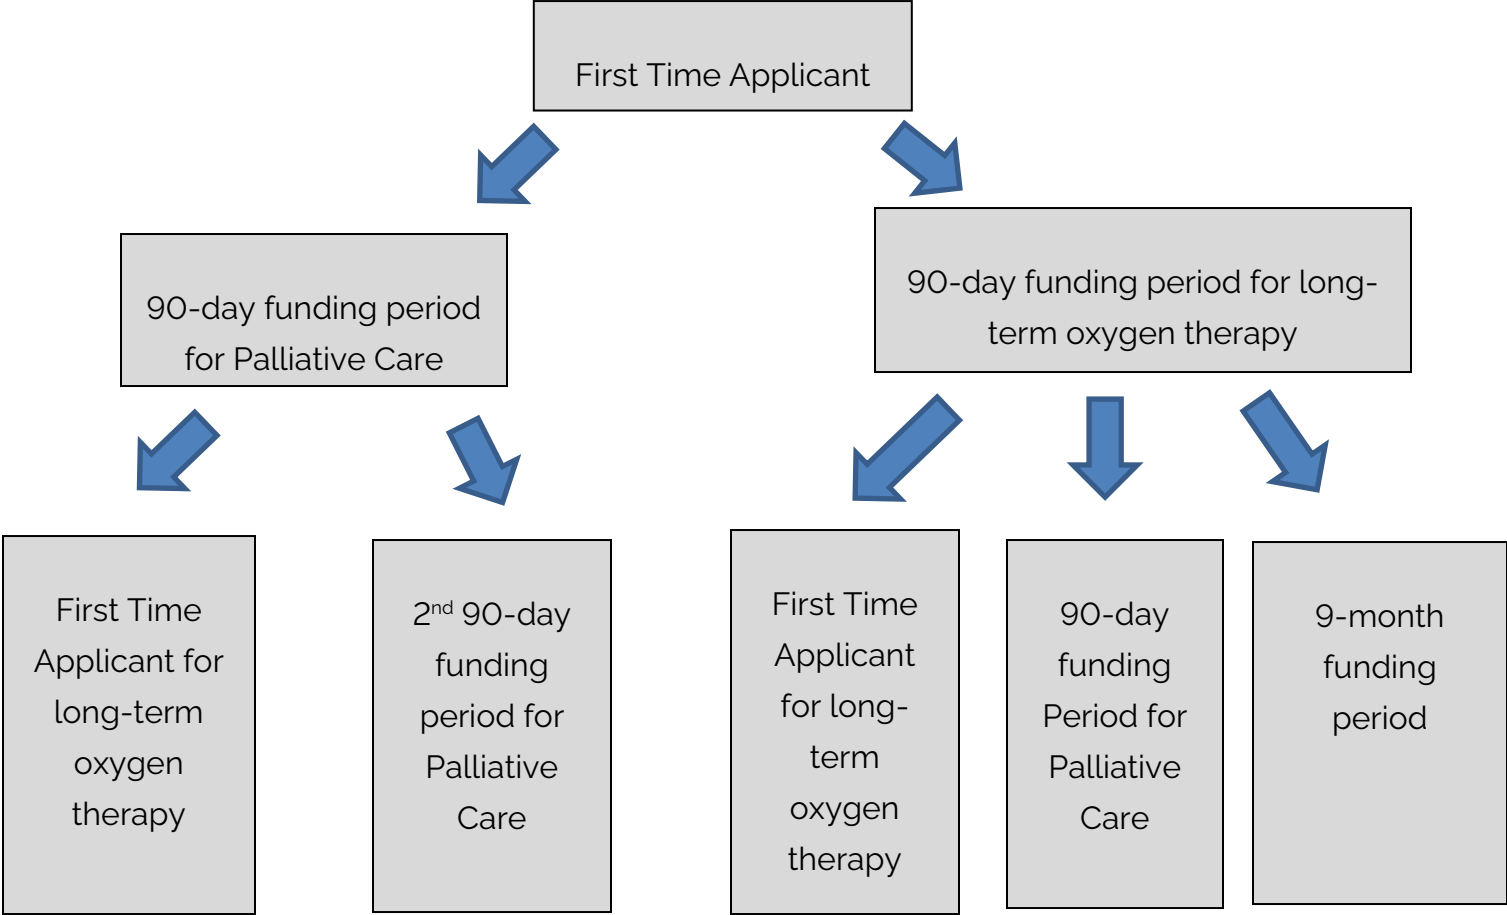 First Time Applicant
90-day funding period
for Palliative Care
90-day funding period for long-
term oxygen therapy
First Time
Applicant for
long-term
oxygen
therapy
2nd 90-day
funding
period for
Palliative
Care
First Time
Applicant
for long-
term
oxygen
therapy
90-day
funding
Period for
Palliative
Care
9-month
funding
period